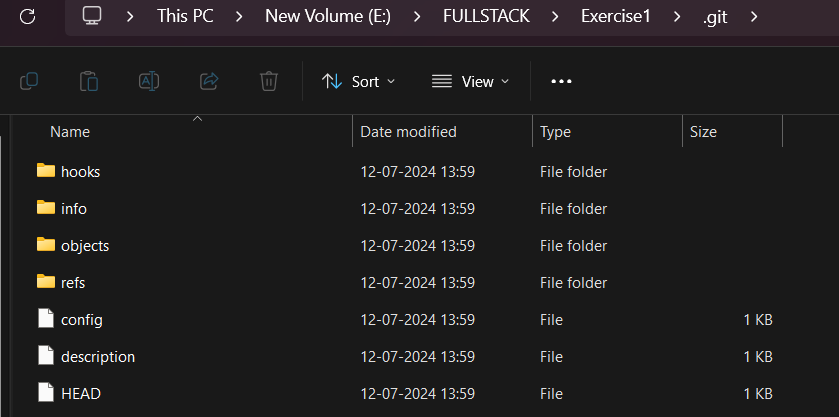 This PC > New Volume (E:) > FULLSTACK > Exercise1 > .git >
Sort View
Name Date modified Type Size
hooks 12-07-2024 13:59 File folder
info 12-07-2024 13:59 File folder
objects 12-07-2024 13:59 File folder
refs 12-07-2024 13:59 File folder
config 12-07-2024 13:59 File 1 KB
description 12-07-2024 13:59 File 1 KB
HEAD 12-07-2024 13:59 File 1 KB